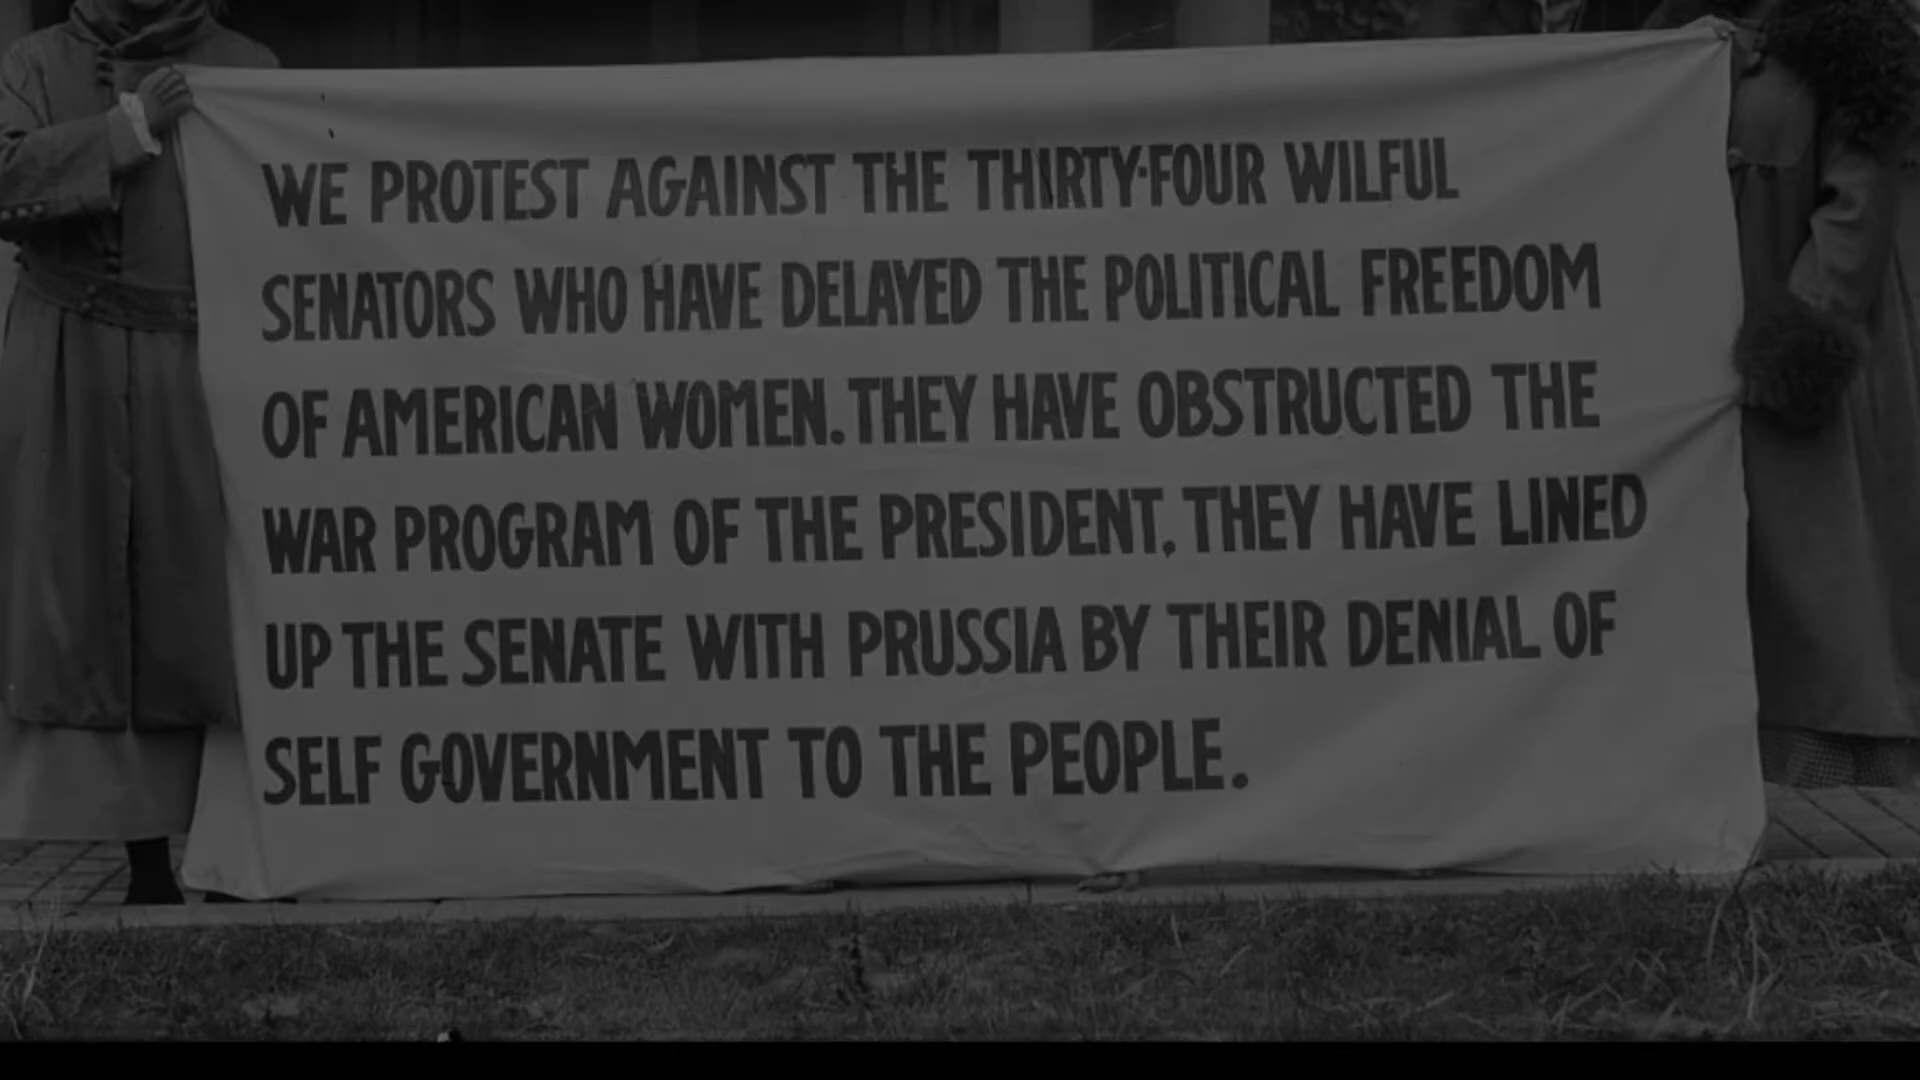 WE PROTEST AGAINST THE THIRTY-FOUR WILFUL
SENATORS WHO HAVE DELAYED THE POLITICAL FREEDOM
OF AMERICAN WOMEN. THEY HAVE OBSTRUCTED THE
WAR PROGRAM OF THE PRESIDENT. THEY HAVE LINED
UP THE SENATE WITH PRUSSIA BY THEIR DENIAL OF
SELF GOVERNMENT TO THE PEOPLE.